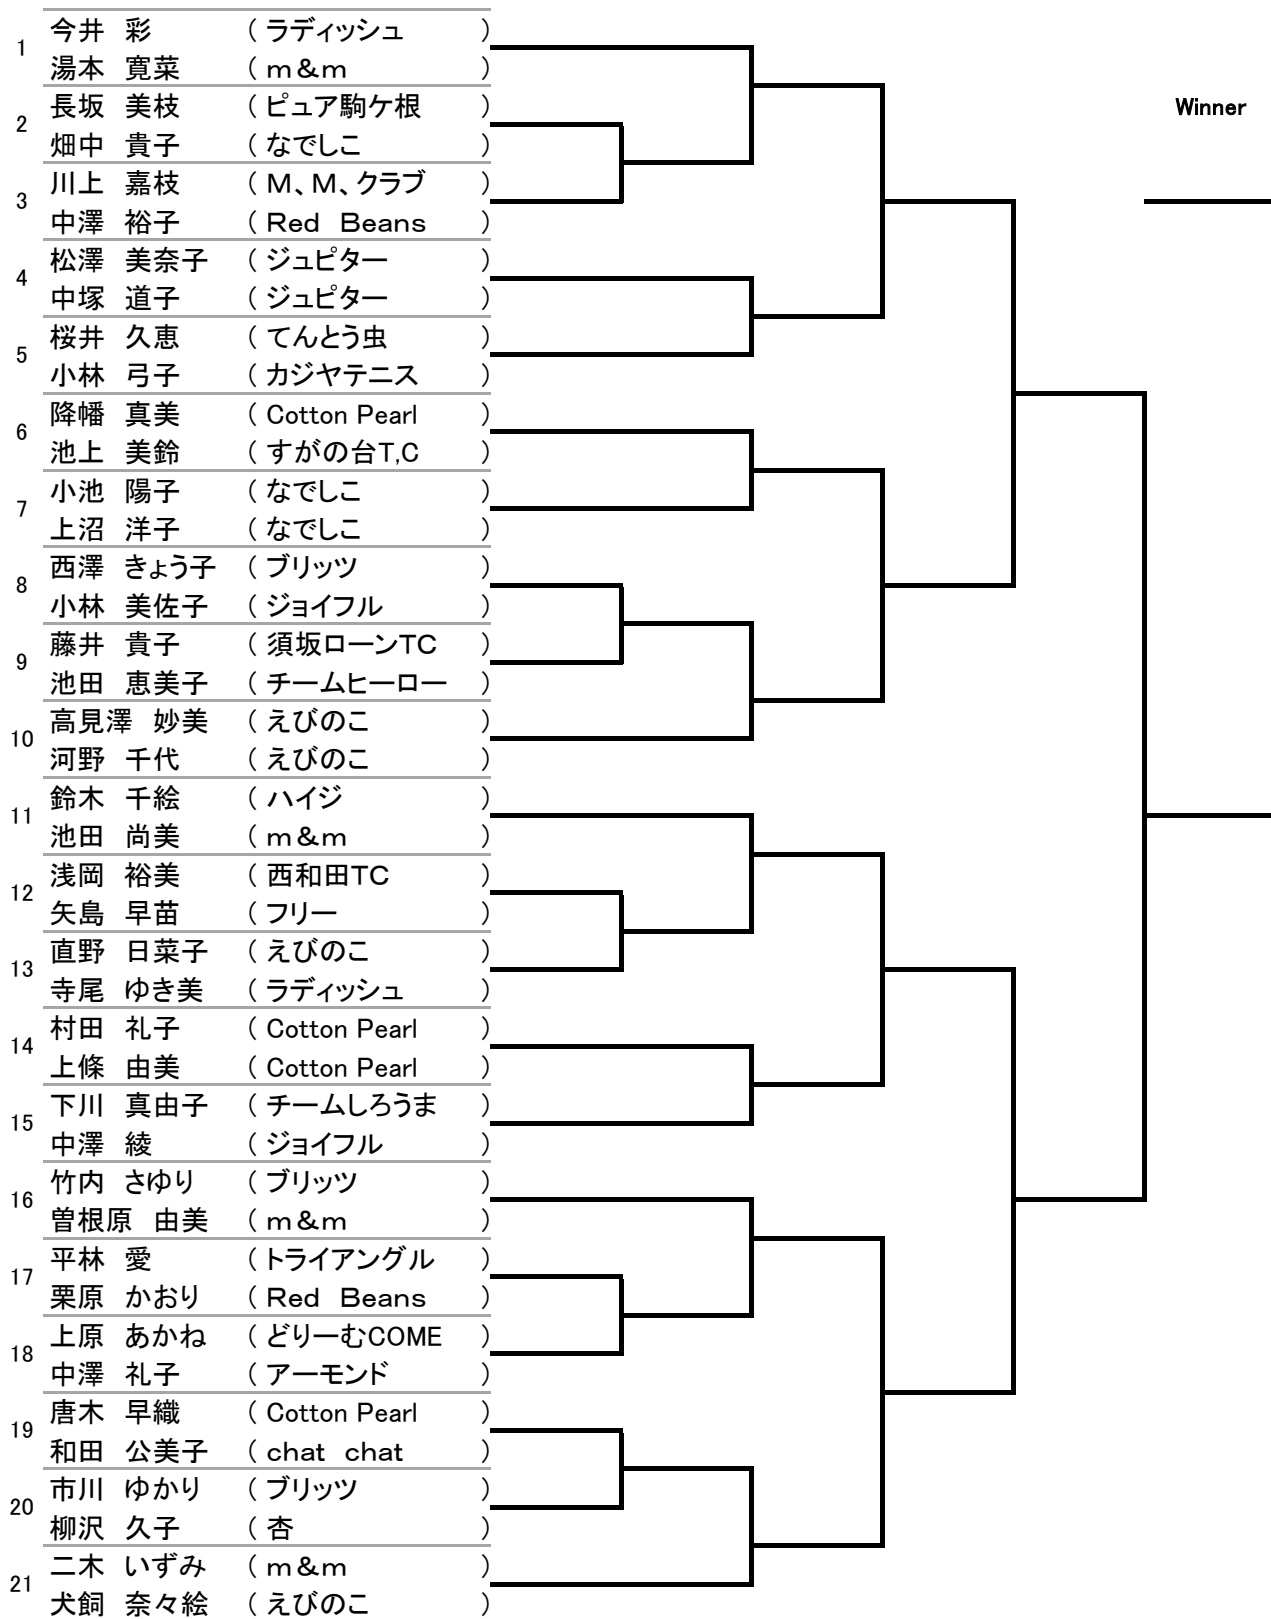 1
今井 彩 ( ラディッシュ )
湯本 寛菜 ( m&m )
2
長坂 美枝 ( ピュア駒ケ根 )
畑中 貴子 ( なでしこ )
3
川上 嘉枝 ( M、M、クラブ )
中澤 裕子 ( Red Beans )
4
松澤 美奈子 ( ジュピター )
中塚 道子 ( ジュピター )
5
桜井 久恵 ( てんとう虫 )
小林 弓子 ( カジヤテニス )
6
降幡 真美 ( Cotton Pearl )
池上 美鈴 ( すがの台T,C )
7
小池 陽子 ( なでしこ )
上沼 洋子 ( なでしこ )
8
西澤 きょう子 ( ブリッツ )
小林 美佐子 ( ジョイフル )
9
藤井 貴子 ( 須坂ローンTC )
池田 恵美子 ( チームヒーロー )
10
高見澤 妙美 ( えびのこ )
河野 千代 ( えびのこ )
11
鈴木 千絵 ( ハイジ )
池田 尚美 ( m&m )
12
浅岡 裕美 ( 西和田TC )
矢島 早苗 ( フリー )
13
直野 日菜子 ( えびのこ )
寺尾 ゆき美 ( ラディッシュ )
14
村田 礼子 ( Cotton Pearl )
上條 由美 ( Cotton Pearl )
15
下川 真由子 ( チームしろうま )
中澤 綾 ( ジョイフル )
16
竹内 さゆり ( ブリッツ )
曽根原 由美 ( m&m )
17
平林 愛 ( トライアングル )
栗原 かおり ( Red Beans )
18
上原 あかね ( どりーむCOME )
中澤 礼子 ( アーモンド )
19
唐木 早織 ( Cotton Pearl )
和田 公美子 ( chat chat )
20
市川 ゆかり ( ブリッツ )
柳沢 久子 ( 杏 )
21
二木 いずみ ( m&m )
犬飼 奈々絵 ( えびのこ )
Winner